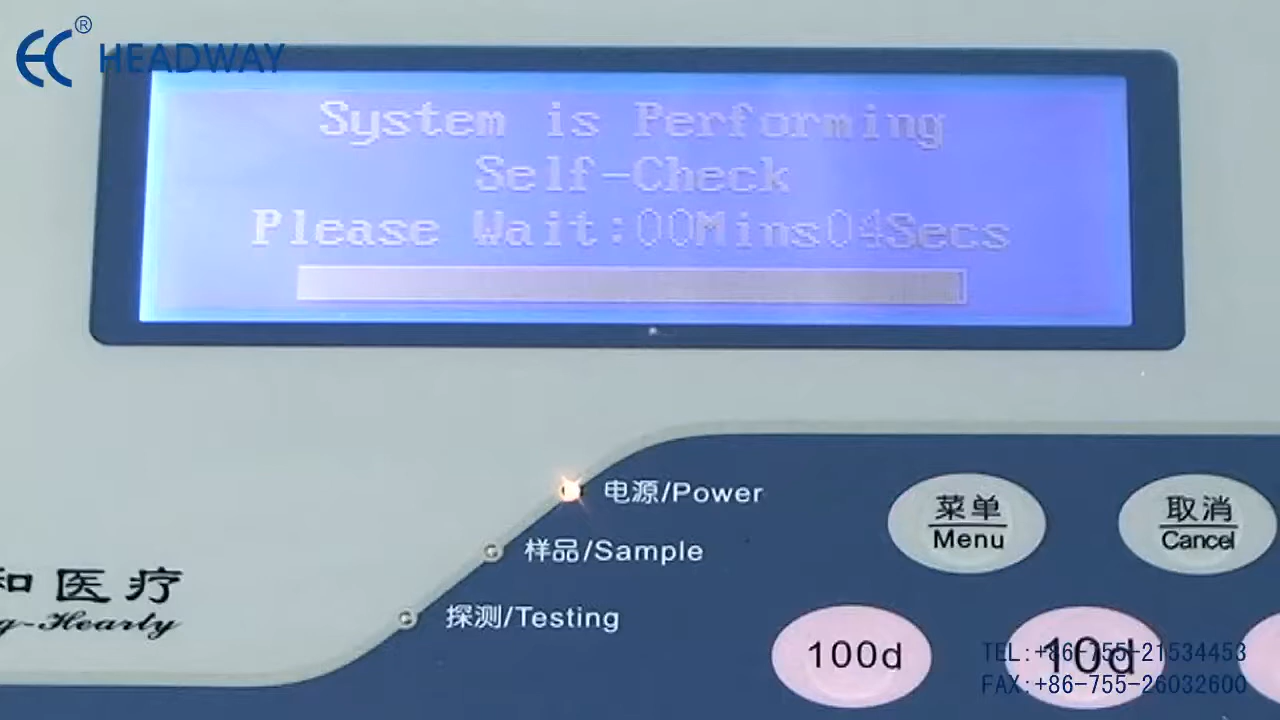 HC® HEADWAY
System is Performing
Self-Check
Please Wait:00Mins04Secs
电源/Power
样品/Sample
探测/Testing
菜单
Menu
取消
Cancel
和医疗
g-Hearty
100d
10d
TEL:+86-755-21534453
FAX:+86-755-26032600